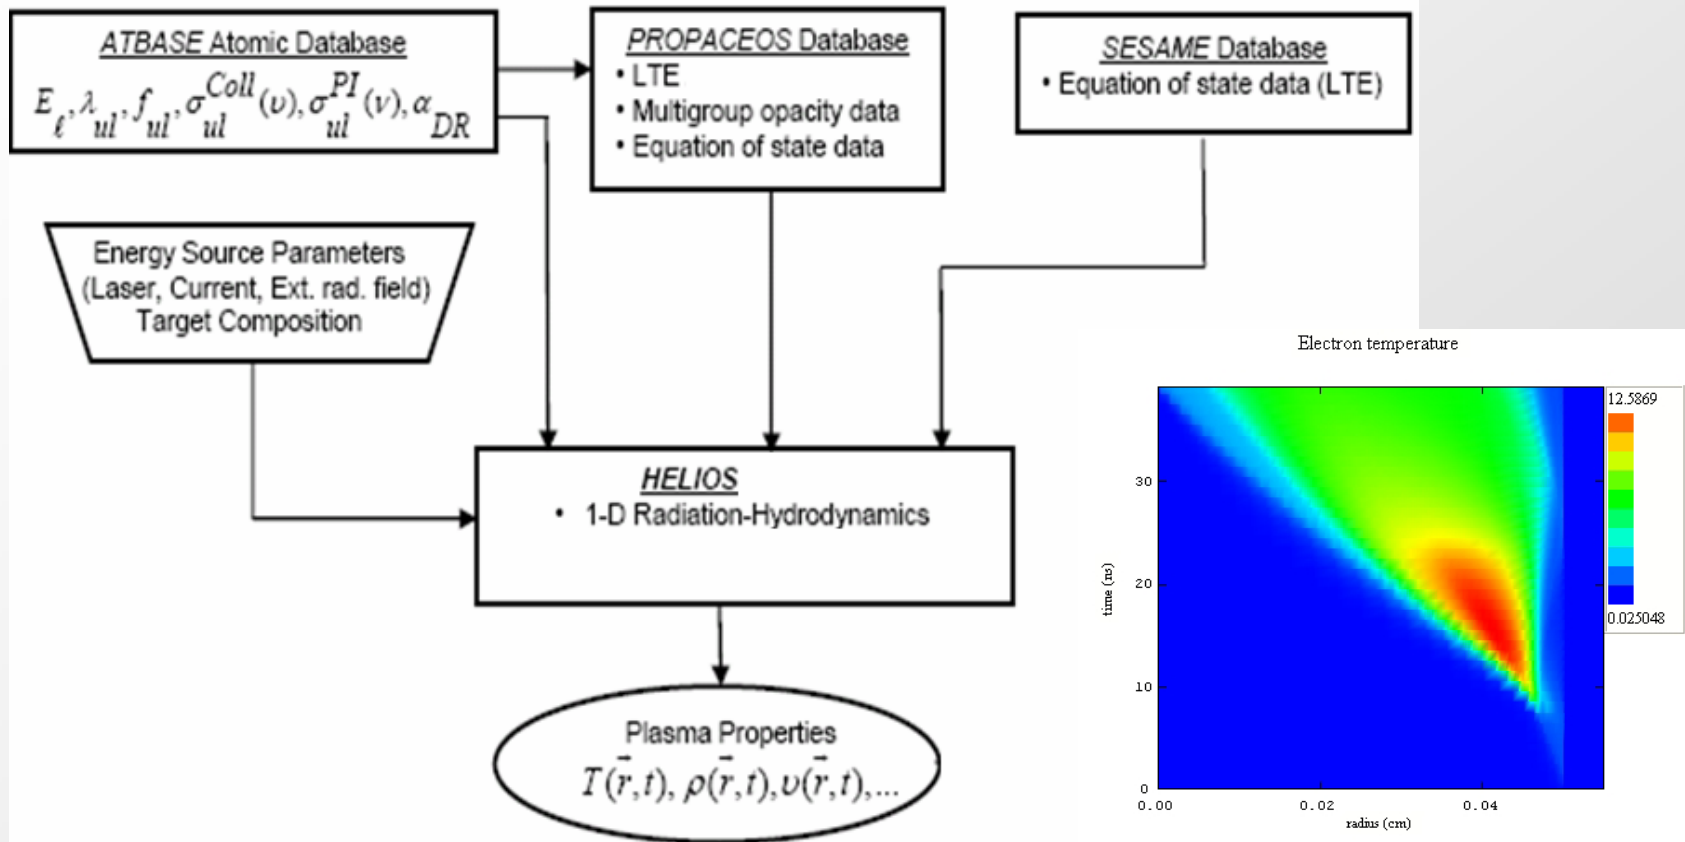 ATBASE Atomic Database
E_ℓ, λ_ul, f_ul, σ_ul^Coll(υ), σ_ul^PI(ν), α_DR
PROPACEOS Database
• LTE
• Multigroup opacity data
• Equation of state data
SESAME Database
• Equation of state data (LTE)
Energy Source Parameters
(Laser, Current, Ext. rad. field)
Target Composition
HELIOS
• 1-D Radiation-Hydrodynamics
Plasma Properties
T(r⃗,t), ρ(r⃗,t), υ(r⃗,t),...
Electron temperature
12.5869
0.025048
30
20
10
0
time (ns)
0.00
0.02
0.04
radius (cm)